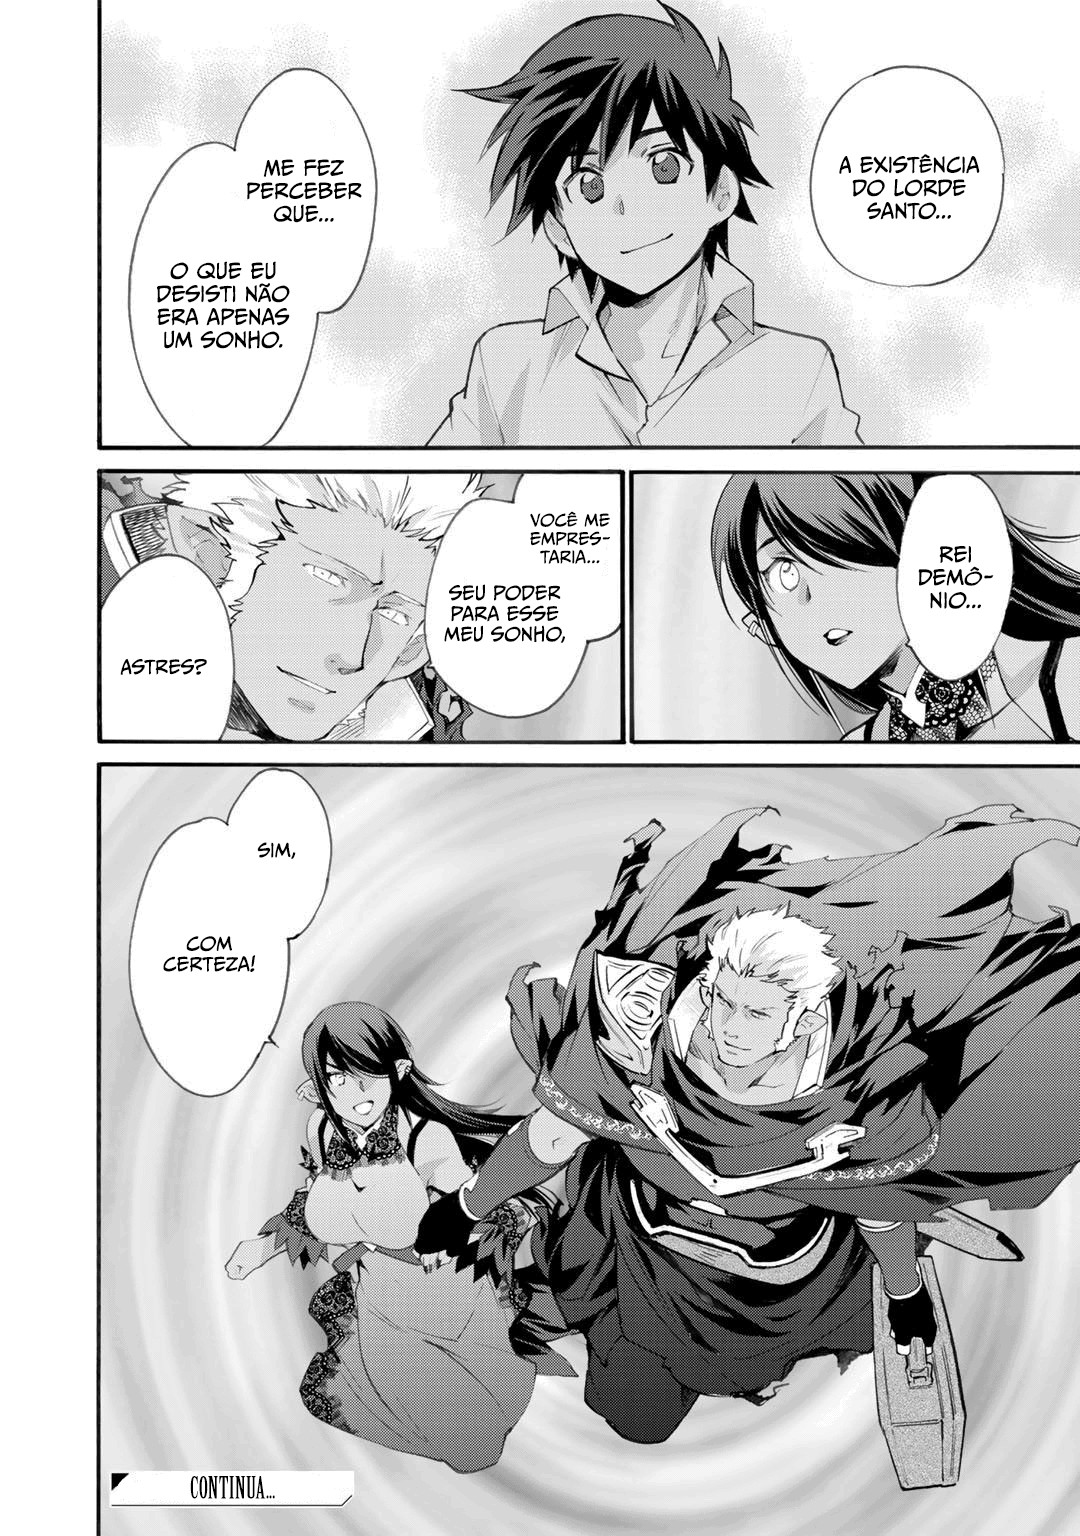 A EXISTÊNCIA
DO LORDE
SANTO...
ME FEZ
PERCEBER
QUE...
O QUE EU
DESISTI NÃO
ERA APENAS
UM SONHO.
REI
DEMÔ-
NIO...
VOCÊ ME
EMPRES-
TARIA...
SEU PODER
PARA ESSE
MEU SONHO,
ASTRES?
SIM,
COM
CERTEZA!
CONTINUA...